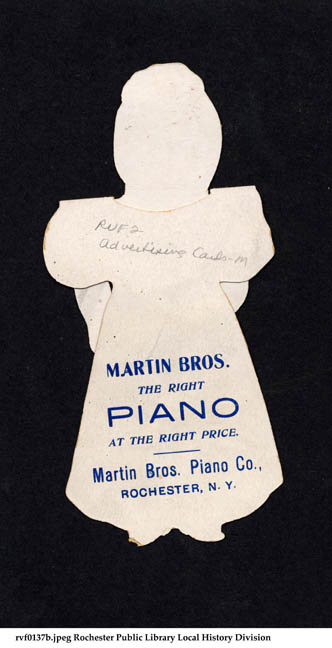 RVF2
Advertising Cards-M
MARTIN BROS.
THE RIGHT
PIANO
AT THE RIGHT PRICE.
Martin Bros. Piano Co.,
ROCHESTER, N. Y.
rvf0137b.jpeg Rochester Public Library Local History Division